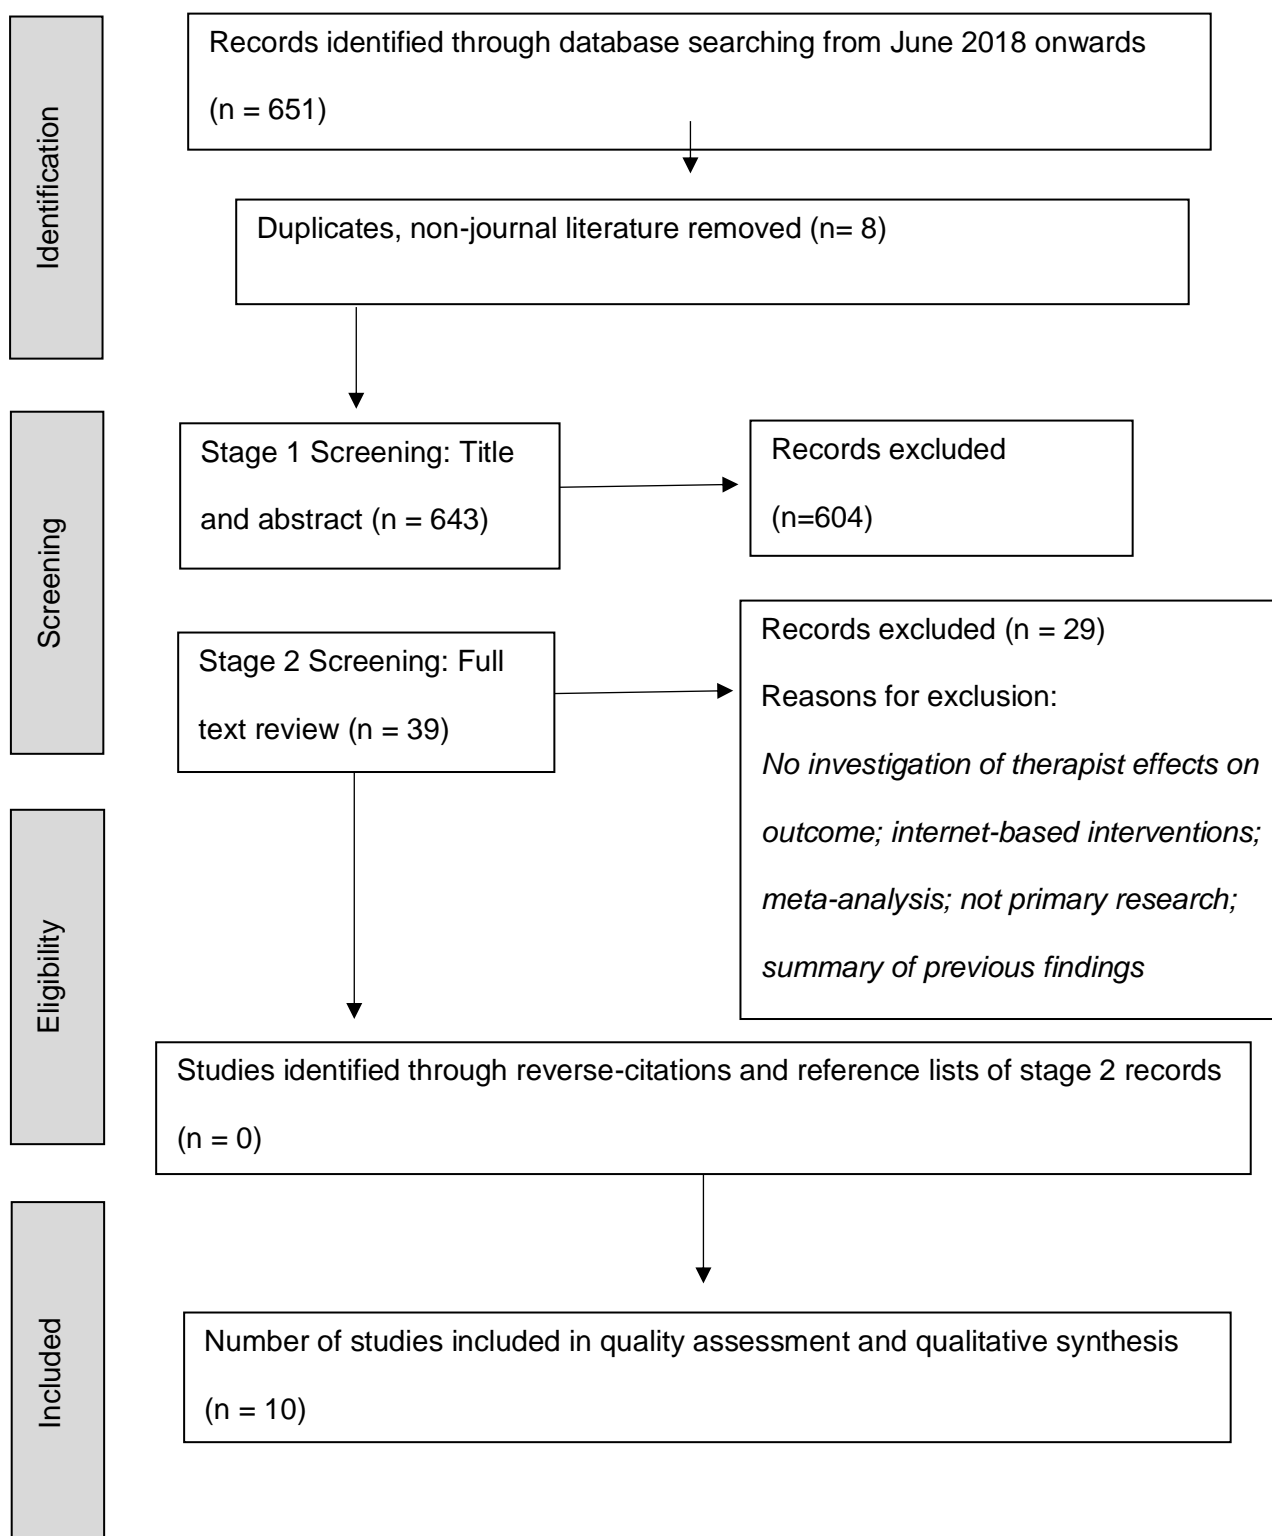 Identification
Records identified through database searching from June 2018 onwards
(n = 651)
Duplicates, non-journal literature removed (n= 8)
Screening
Stage 1 Screening: Title
and abstract (n = 643)
Records excluded
(n=604)
Stage 2 Screening: Full
text review (n = 39)
Records excluded (n = 29)
Reasons for exclusion:
No investigation of therapist effects on
outcome; internet-based interventions;
meta-analysis; not primary research;
summary of previous findings
Eligibility
Studies identified through reverse-citations and reference lists of stage 2 records
(n = 0)
Included
Number of studies included in quality assessment and qualitative synthesis
(n = 10)